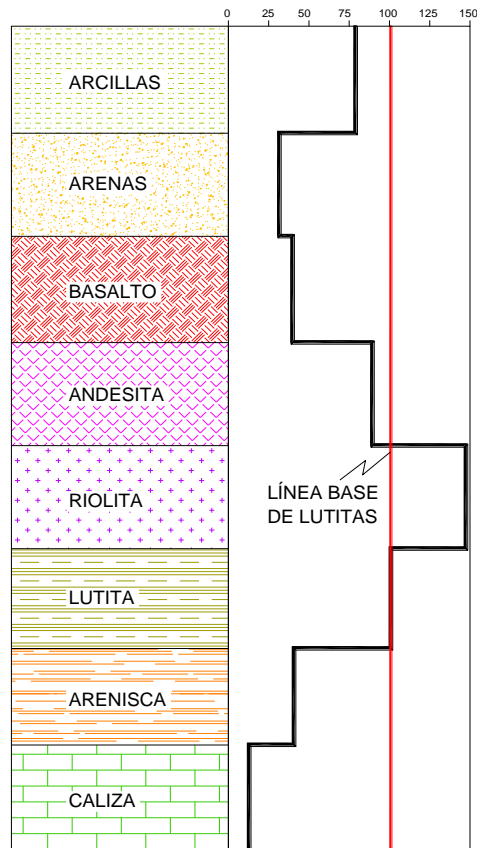 0 25 50 75 100 125 150
ARCILLAS
ARENAS
BASALTO
ANDESITA
RIOLITA
LÍNEA BASE
DE LUTITAS
LUTITA
ARENISCA
CALIZA